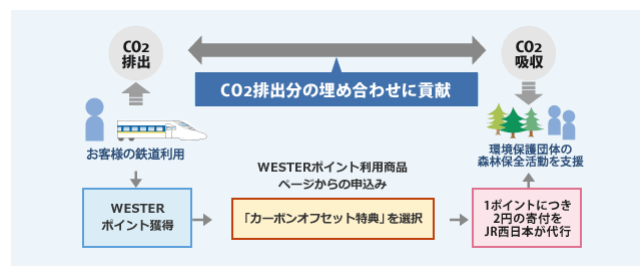 CO2
排出
CO2
吸収
CO2排出分の埋め合わせに貢献
お客様の鉄道利用
環境保護団体の
森林保全活動を支援
WESTERポイント利用商品
ページからの申込み
WESTER
ポイント獲得
「カーボンオフセット特典」を選択
1ポイントにつき
2円の寄付を
JR西日本が代行